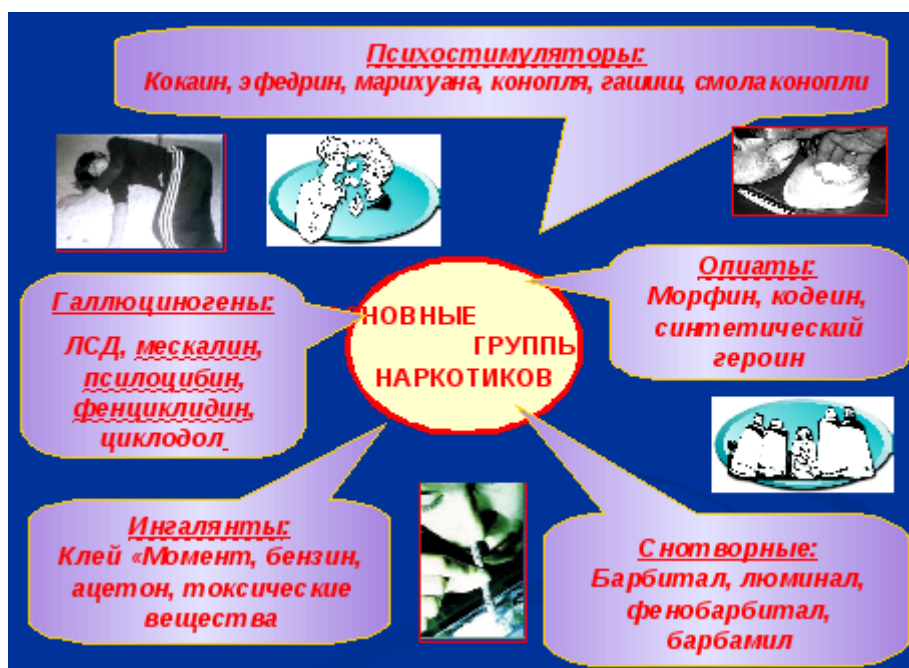 Психостимуляторы:
Кокаин, эфедрин, марихуана, конопля, гашиш, смола конопли
Галлюциногены:
ЛСД, мескалин,
псилоцибин,
фенциклидин,
циклодол
НОВНЫЕ
ГРУППЬ
НАРКОТИКОВ
Опиаты:
Морфин, кодеин,
синтетический
героин
Ингалянты:
Клей «Момент, бензин,
ацетон, токсические
вещества
Снотворные:
Барбитал, люминал,
фенобарбитал,
барбамил